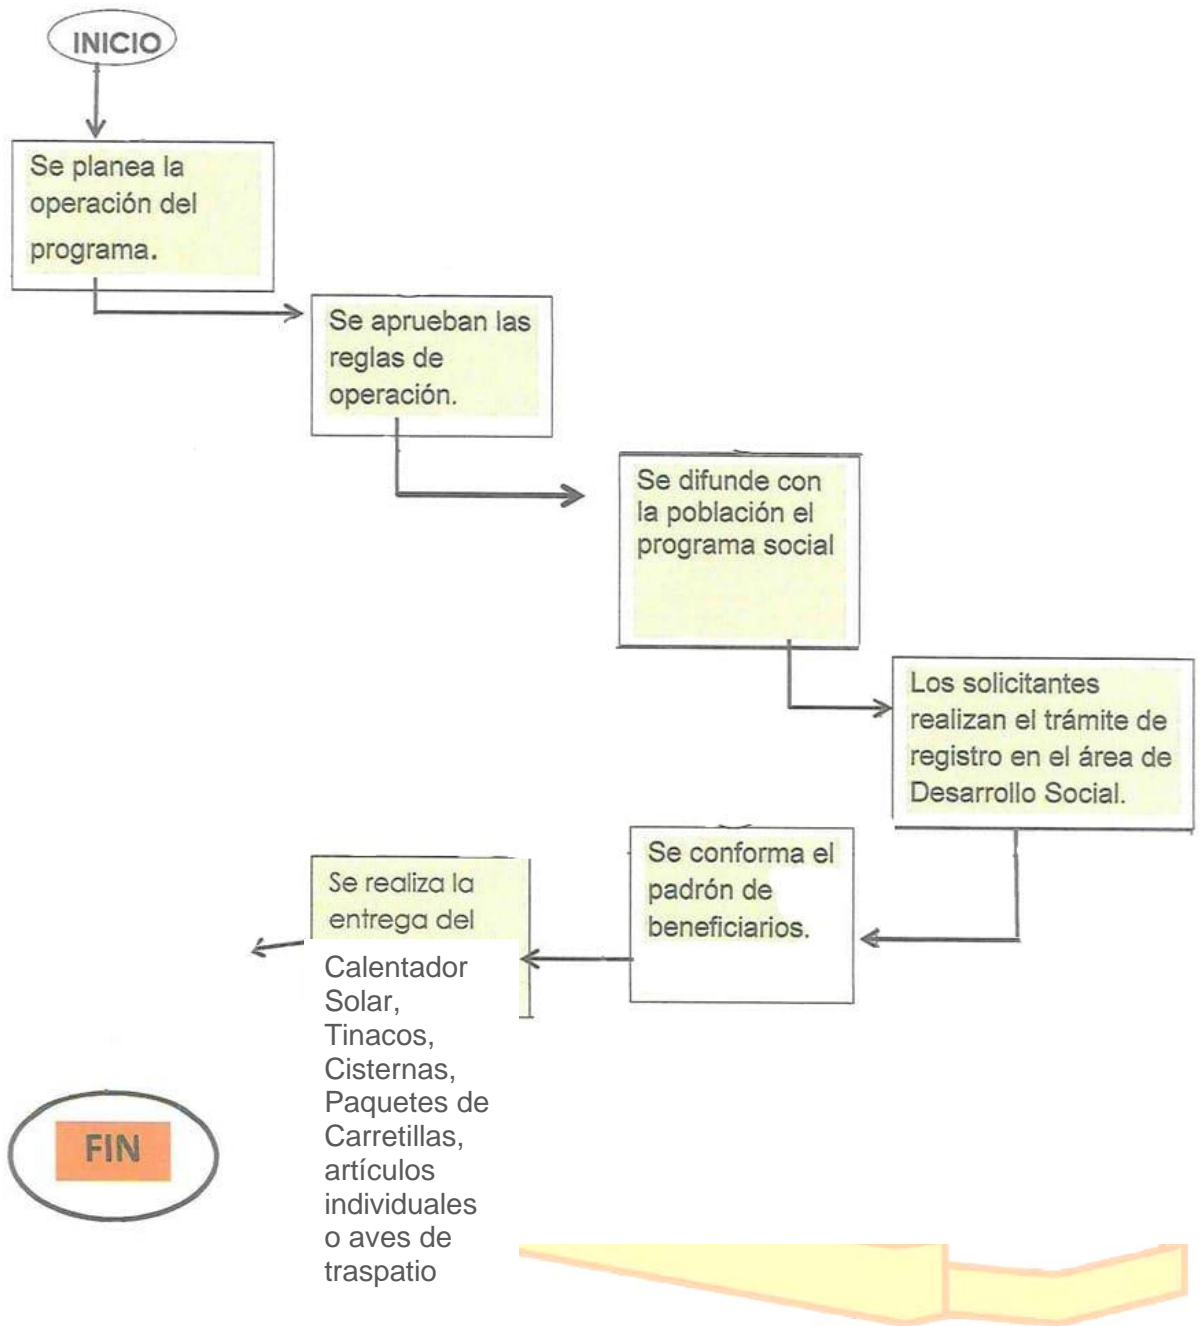 INICIO
Se planea la
operación del
programa.
Se aprueban las
reglas de
operación.
Se difunde con
la población el
programa social
Los solicitantes
realizan el trámite de
registro en el área de
Desarrollo Social.
Se conforma el
padrón de
beneficiarios.
Se realiza la
entrega del
Calentador
Solar,
Tinacos,
Cisternas,
Paquetes de
Carretillas,
artículos
individuales
o aves de
traspatio
FIN